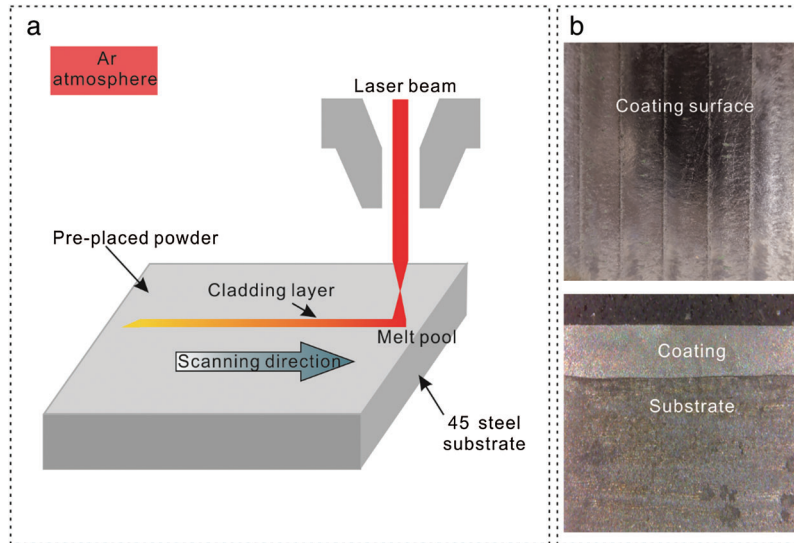 a
Ar
atmosphere
Laser beam
Pre-placed powder
Cladding layer
Melt pool
Scanning direction
45 steel
substrate
b
Coating surface
Coating
Substrate